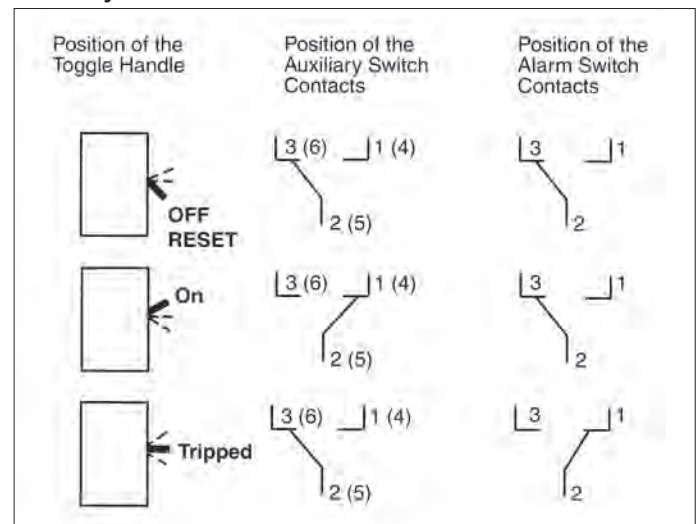 Position of the
Toggle Handle
Position of the
Auxiliary Switch
Contacts
Position of the
Alarm Switch
Contacts
OFF
RESET
3 (6) 1 (4)
2 (5)
3 1
2
On
3 (6) 1 (4)
2 (5)
3 1
2
Tripped
3 (6) 1 (4)
2 (5)
3 1
2